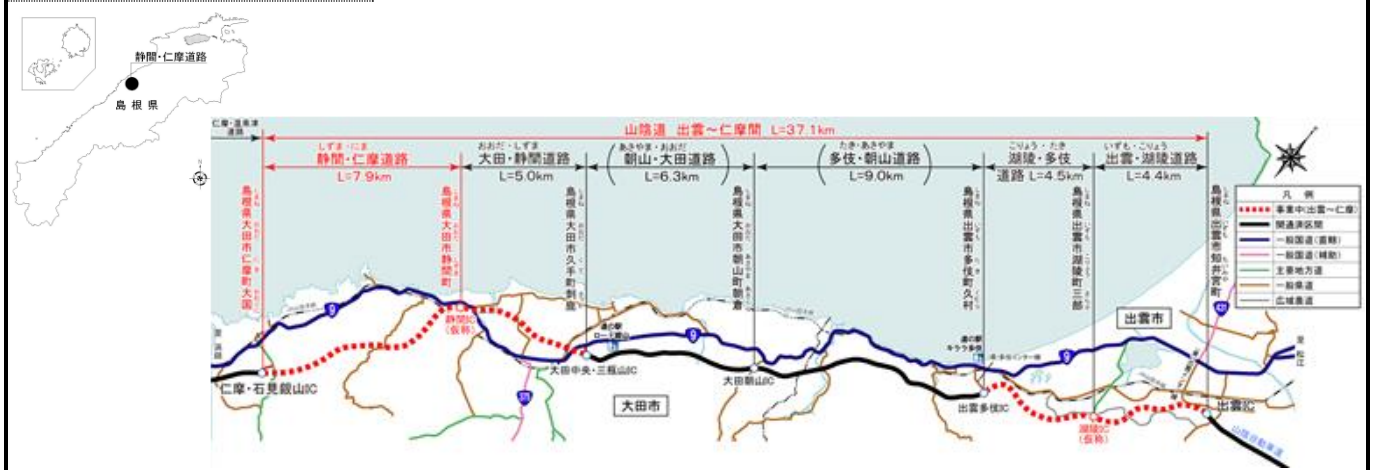 静間・仁摩道路
島根県
N
仁摩・温泉津
道路
山陰道 出雲～仁摩間 L=37.1km
しずま・にま
静間・仁摩道路
L=7.9km
おおだ・しずま
大田・静間道路
L=5.0km
あさやま・おおだ
朝山・大田道路
L=6.3km
たき・あさやま
多伎・朝山道路
L=9.0km
こりょう・たき
湖陵・多伎
道路 L=4.5km
いずも・こりょう
出雲・湖陵道路
L=4.4km
島根県大田市仁摩町大国
島根県大田市静間町
島根県大田市久手町刺鹿
島根県大田市朝山町朝倉
島根県出雲市多伎町久村
島根県出雲市湖陵町三部
島根県出雲市知井宮町
凡例
事業中(出雲～仁摩)
開通済区間
一般国道(直轄)
一般国道(補助)
主要地方道
一般県道
広域農道
9
静間IC
(仮称)
仁摩・石見銀山IC
375
大田中央・三瓶山IC
大田市
道の駅
ロード銀山
9
大田朝山IC
道の駅
キララ多伎
出雲多伎IC
9
湖陵IC
(仮称)
出雲市
431
出雲IC
山陰自動車道
至 松江
至 浜田